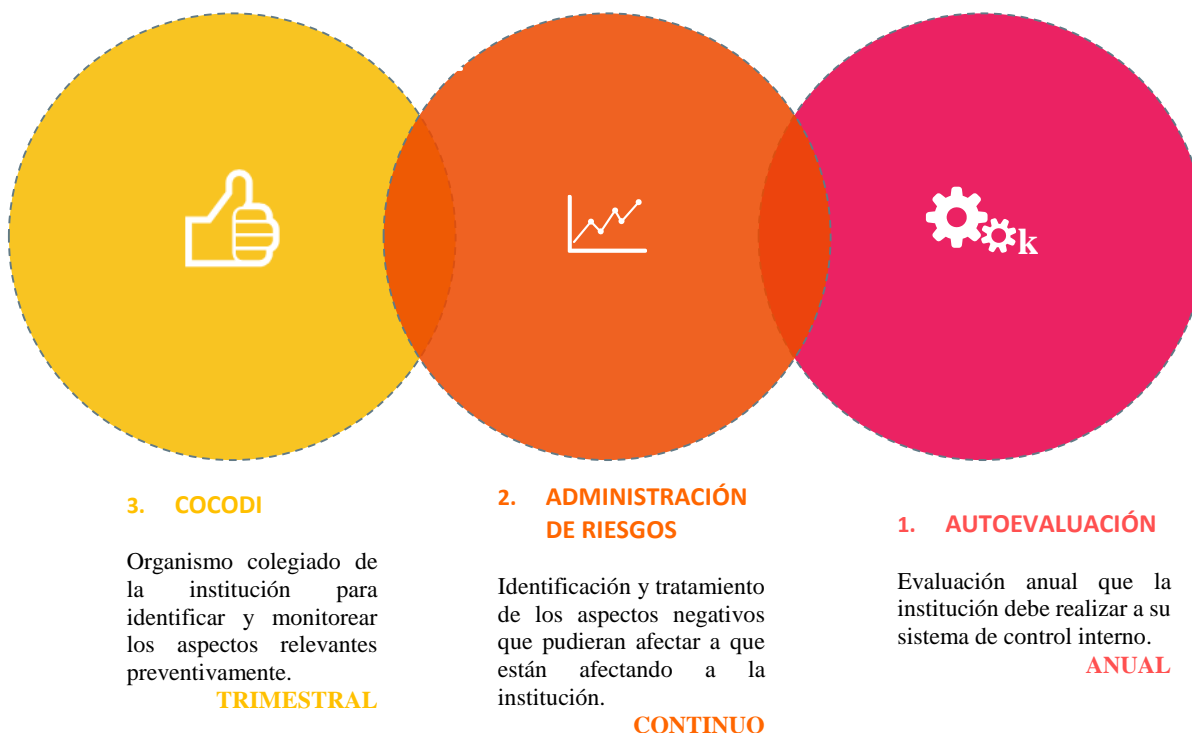 k
3. COCODI
Organismo colegiado de
la institución para
identificar y monitorear
los aspectos relevantes
preventivamente.
TRIMESTRAL
2. ADMINISTRACIÓN
DE RIESGOS
Identificación y tratamiento
de los aspectos negativos
que pudieran afectar a que
están afectando a la
institución.
CONTINUO
1. AUTOEVALUACIÓN
Evaluación anual que la
institución debe realizar a su
sistema de control interno.
ANUAL